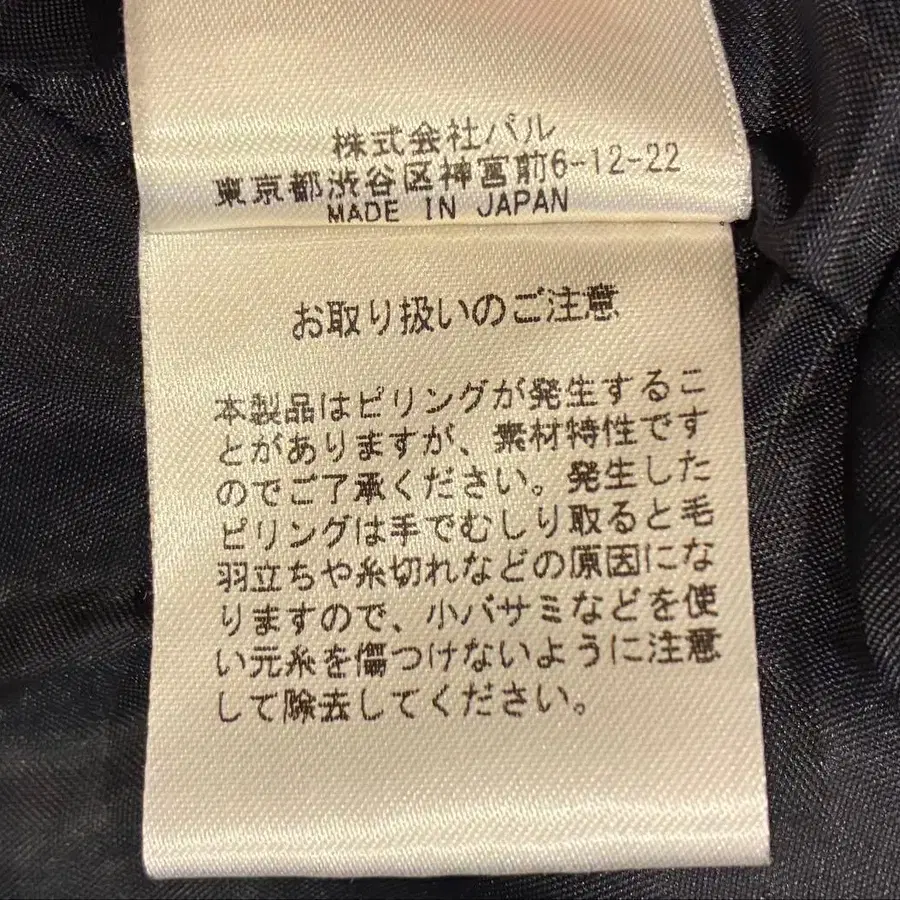 株式会社パル
東京都渋谷区神宮前6-12-22
MADE IN JAPAN
お取り扱いのご注意
本製品はピリングが発生するこ
とがありますが、素材特性です
のでご了承ください。発生した
ピリングは手でむしり取ると毛
羽立ちや糸切れなどの原因にな
りますので、小バサミなどを使
い元糸を傷つけないように注意
して除去してください。